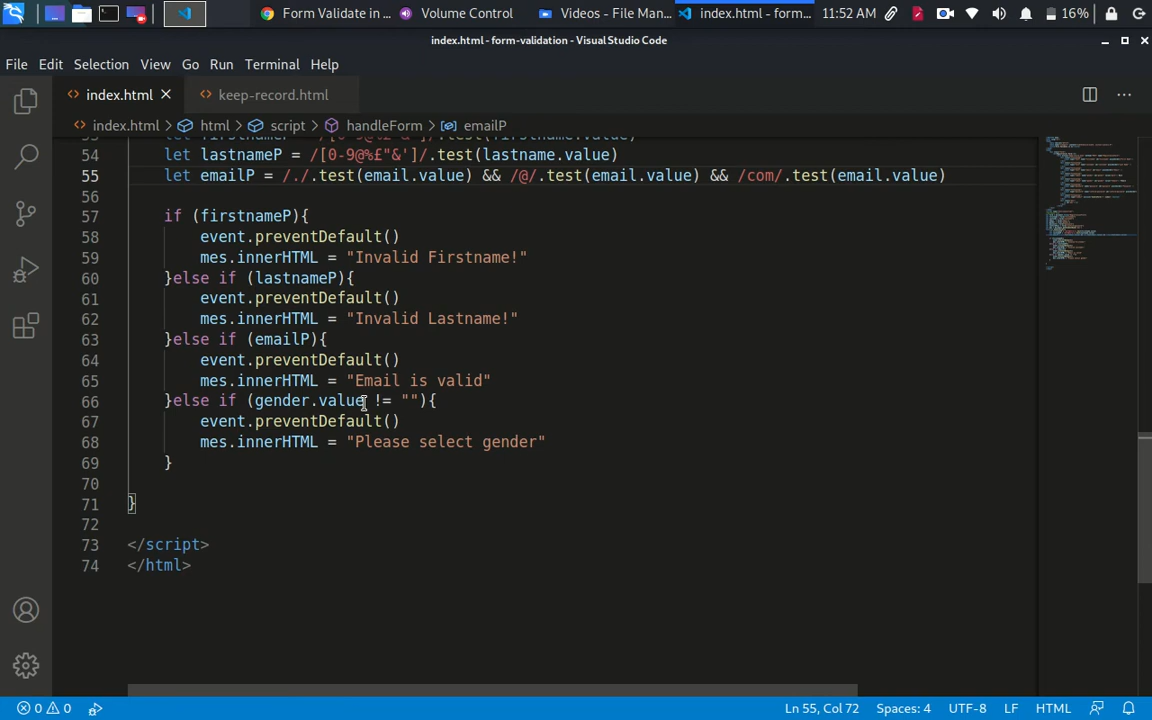 Form Validate in ...
Volume Control
Videos - File Man...
index.html - form...
11:52 AM
16%
index.html - form-validation - Visual Studio Code
File Edit Selection View Go Run Terminal Help
<> index.html
<> keep-record.html
<> index.html > html > script > handleForm > emailP
54 let lastnameP = /[0-9@%£"&']/.test(lastname.value)
55 let emailP = /./.test(email.value) && /@/.test(email.value) && /com/.test(email.value)
56
57 if (firstnameP){
58 event.preventDefault()
59 mes.innerHTML = "Invalid Firstname!"
60 }else if (lastnameP){
61 event.preventDefault()
62 mes.innerHTML = "Invalid Lastname!"
63 }else if (emailP){
64 event.preventDefault()
65 mes.innerHTML = "Email is valid"
66 }else if (gender.value != ""){
67 event.preventDefault()
68 mes.innerHTML = "Please select gender"
69 }
70
71 }
72
73 </script>
74 </html>
0 0
Ln 55, Col 72
Spaces: 4
UTF-8
LF
HTML